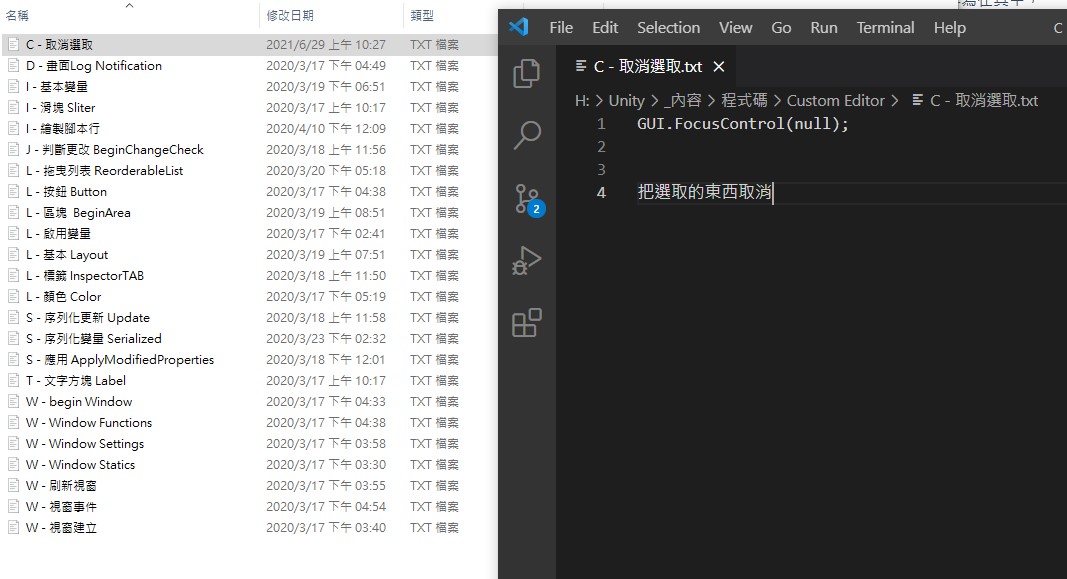 名稱 修改日期 類型
C - 取消選取 2021/6/29 上午 10:27 TXT 檔案
D - 畫面Log Notification 2020/3/17 下午 04:49 TXT 檔案
I - 基本變量 2020/3/19 下午 06:51 TXT 檔案
I - 滑塊 Sliter 2020/3/17 上午 10:17 TXT 檔案
I - 繪製腳本行 2020/4/10 下午 12:09 TXT 檔案
J - 判斷更改 BeginChangeCheck 2020/3/18 上午 11:56 TXT 檔案
L - 拖曳列表 ReorderableList 2020/3/20 下午 05:18 TXT 檔案
L - 按鈕 Button 2020/3/17 下午 04:38 TXT 檔案
L - 區塊 BeginArea 2020/3/19 下午 08:51 TXT 檔案
L - 啟用變量 2020/3/17 下午 02:41 TXT 檔案
L - 基本 Layout 2020/3/19 下午 07:51 TXT 檔案
L - 標籤 InspectorTAB 2020/3/18 上午 11:50 TXT 檔案
L - 顏色 Color 2020/3/17 下午 05:19 TXT 檔案
S - 序列化更新 Update 2020/3/18 上午 11:58 TXT 檔案
S - 序列化變量 Serialized 2020/3/23 下午 02:32 TXT 檔案
S - 應用 ApplyModifiedProperties 2020/3/18 下午 12:01 TXT 檔案
T - 文字方塊 Label 2020/3/17 上午 10:17 TXT 檔案
W - begin Window 2020/3/17 下午 04:33 TXT 檔案
W - Window Functions 2020/3/17 下午 04:38 TXT 檔案
W - Window Settings 2020/3/17 下午 03:58 TXT 檔案
W - Window Statics 2020/3/17 下午 03:30 TXT 檔案
W - 刷新視窗 2020/3/17 下午 03:55 TXT 檔案
W - 視窗事件 2020/3/17 下午 04:54 TXT 檔案
W - 視窗建立 2020/3/17 下午 03:40 TXT 檔案
File Edit Selection View Go Run Terminal Help C
C - 取消選取.txt
H: > Unity > _內容 > 程式碼 > Custom Editor > C - 取消選取.txt
1 GUI.FocusControl(null);
2
3
4 把選取的東西取消
2